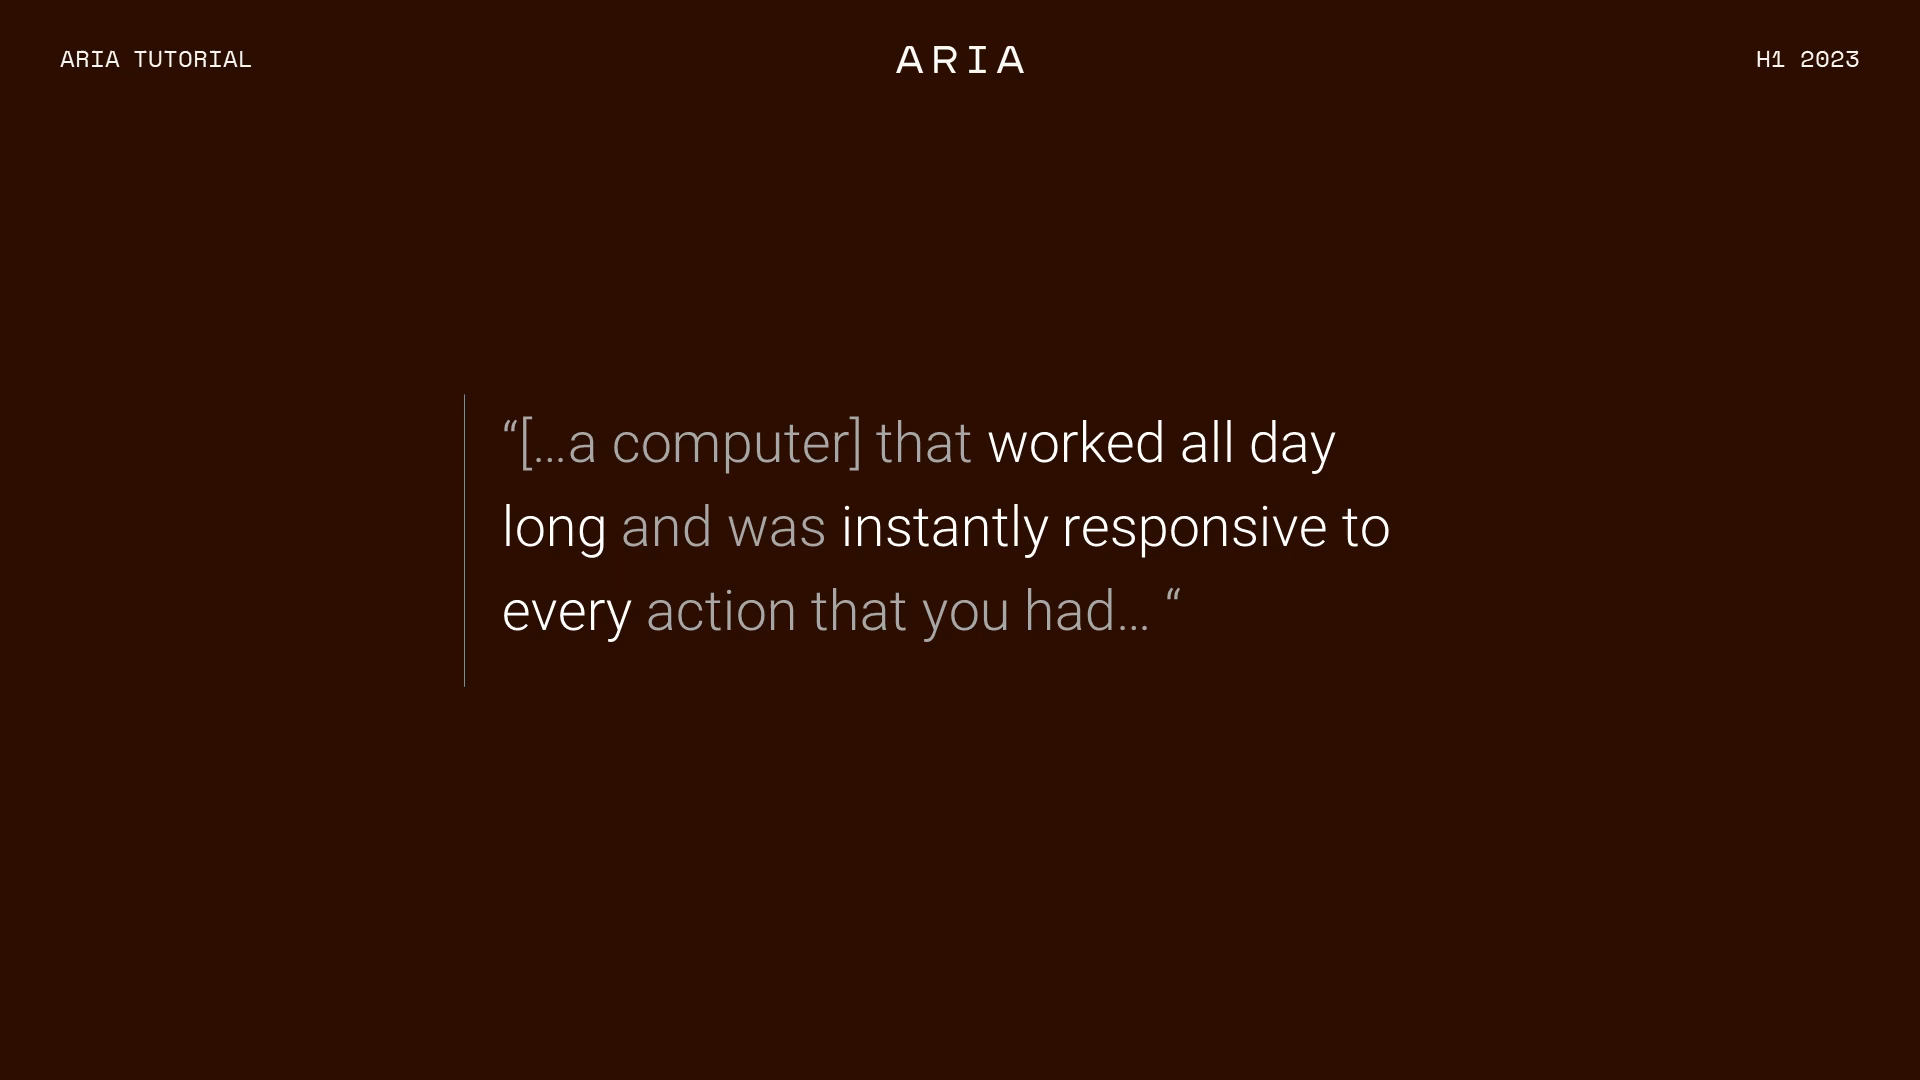 ARIA TUTORIAL
ARIA
H1 2023
“[…a computer] that worked all day
long and was instantly responsive to
every action that you had… “